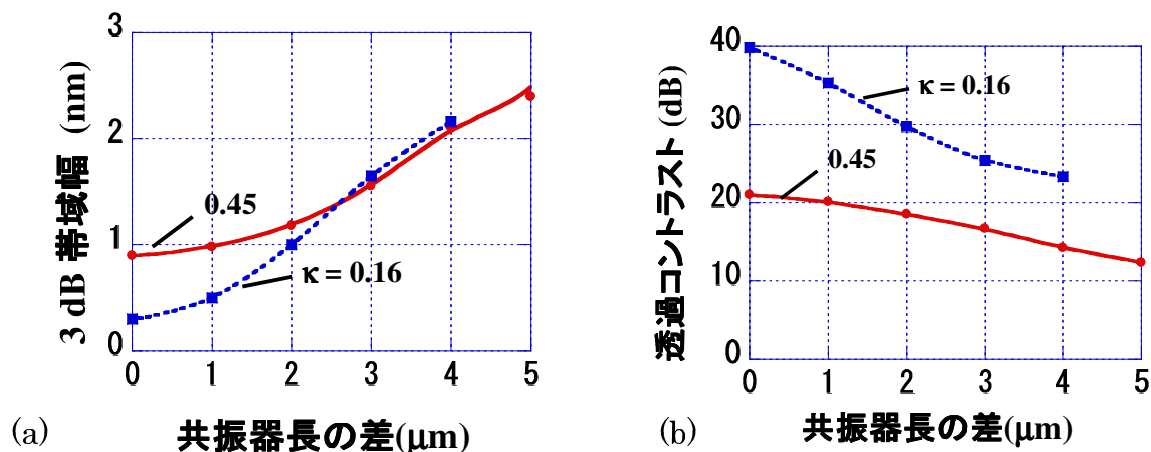 3
2
1
0
3 dB 帯域幅 (nm)
0.45
κ = 0.16
0 1 2 3 4 5
(a) 共振器長の差(μm)
40
30
20
10
0
透過コントラスト (dB)
κ = 0.16
0.45
0 1 2 3 4 5
(b) 共振器長の差(μm)